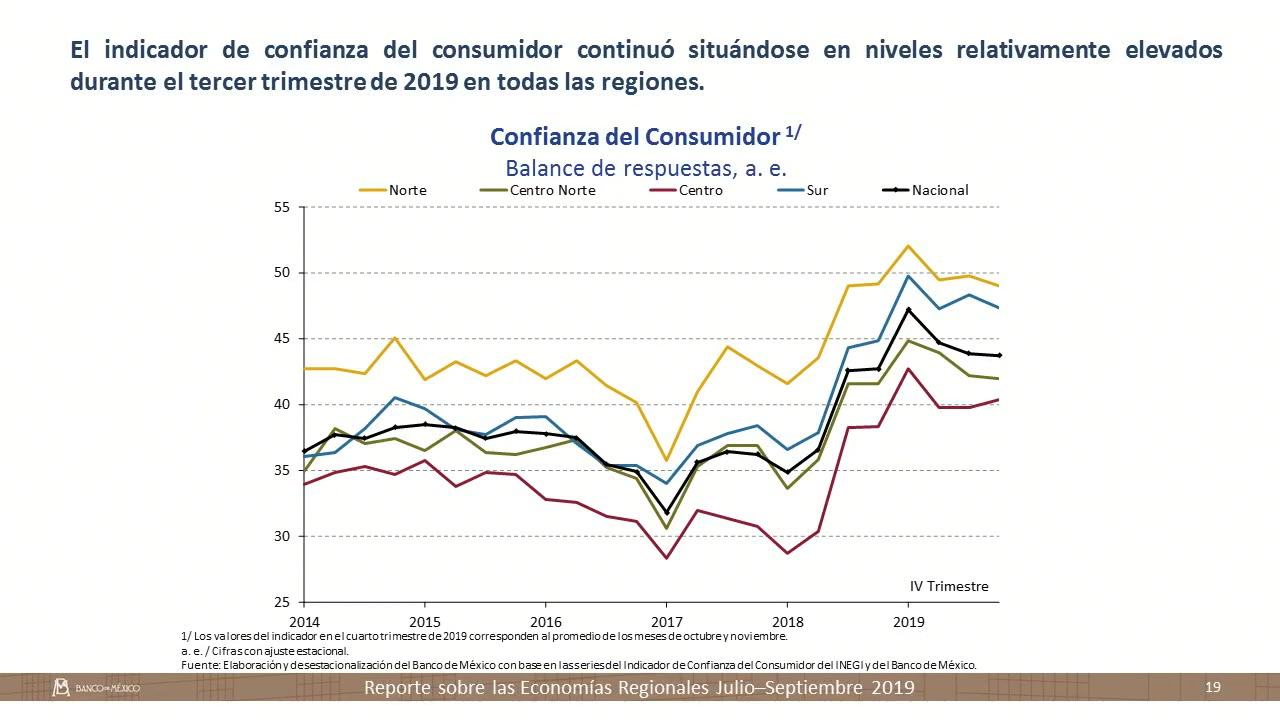 El indicador de confianza del consumidor continuó situándose en niveles relativamente elevados
durante el tercer trimestre de 2019 en todas las regiones.
Confianza del Consumidor 1/
Balance de respuestas, a. e.
Norte Centro Norte Centro Sur Nacional
55
50
45
40
35
30
25
IV Trimestre
2014 2015 2016 2017 2018 2019
1/ Los valores del indicador en el cuarto trimestre de 2019 corresponden al promedio de los meses de octubre y noviembre.
a. e. / Cifras con ajuste estacional.
Fuente: Elaboración y desestacionalización del Banco de México con base en las series del Indicador de Confianza del Consumidor del INEGI y del Banco de México.
BANCO DE MÉXICO
Reporte sobre las Economías Regionales Julio–Septiembre 2019
19